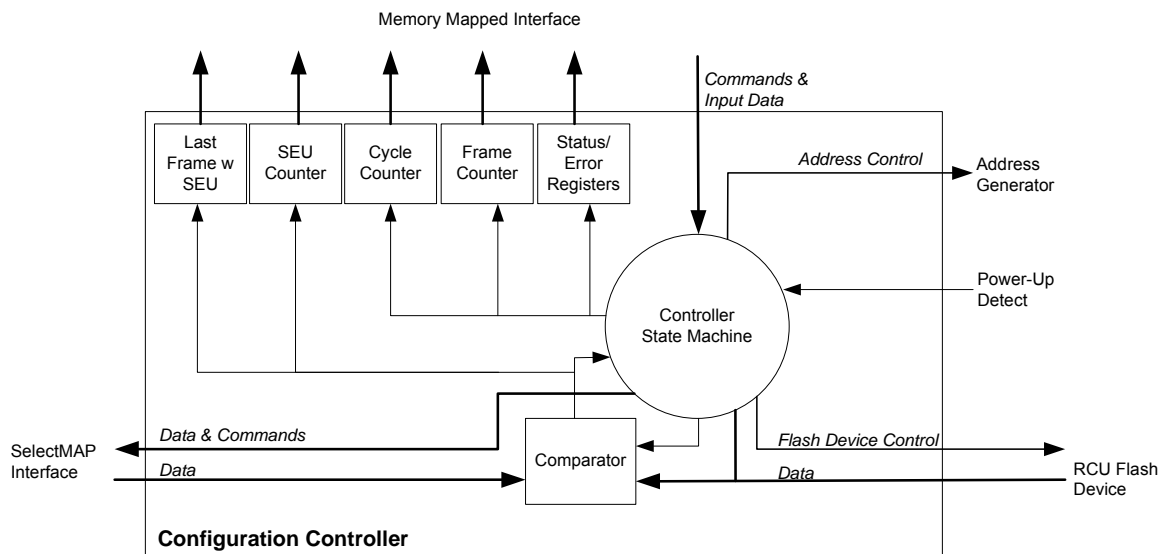 Memory Mapped Interface
Commands &
Input Data
Last
Frame w
SEU
SEU
Counter
Cycle
Counter
Frame
Counter
Status/
Error
Registers
Address Control
Address
Generator
Power-Up
Detect
Controller
State Machine
Data & Commands
SelectMAP
Interface
Data
Comparator
Flash Device Control
Data
RCU Flash
Device
Configuration Controller